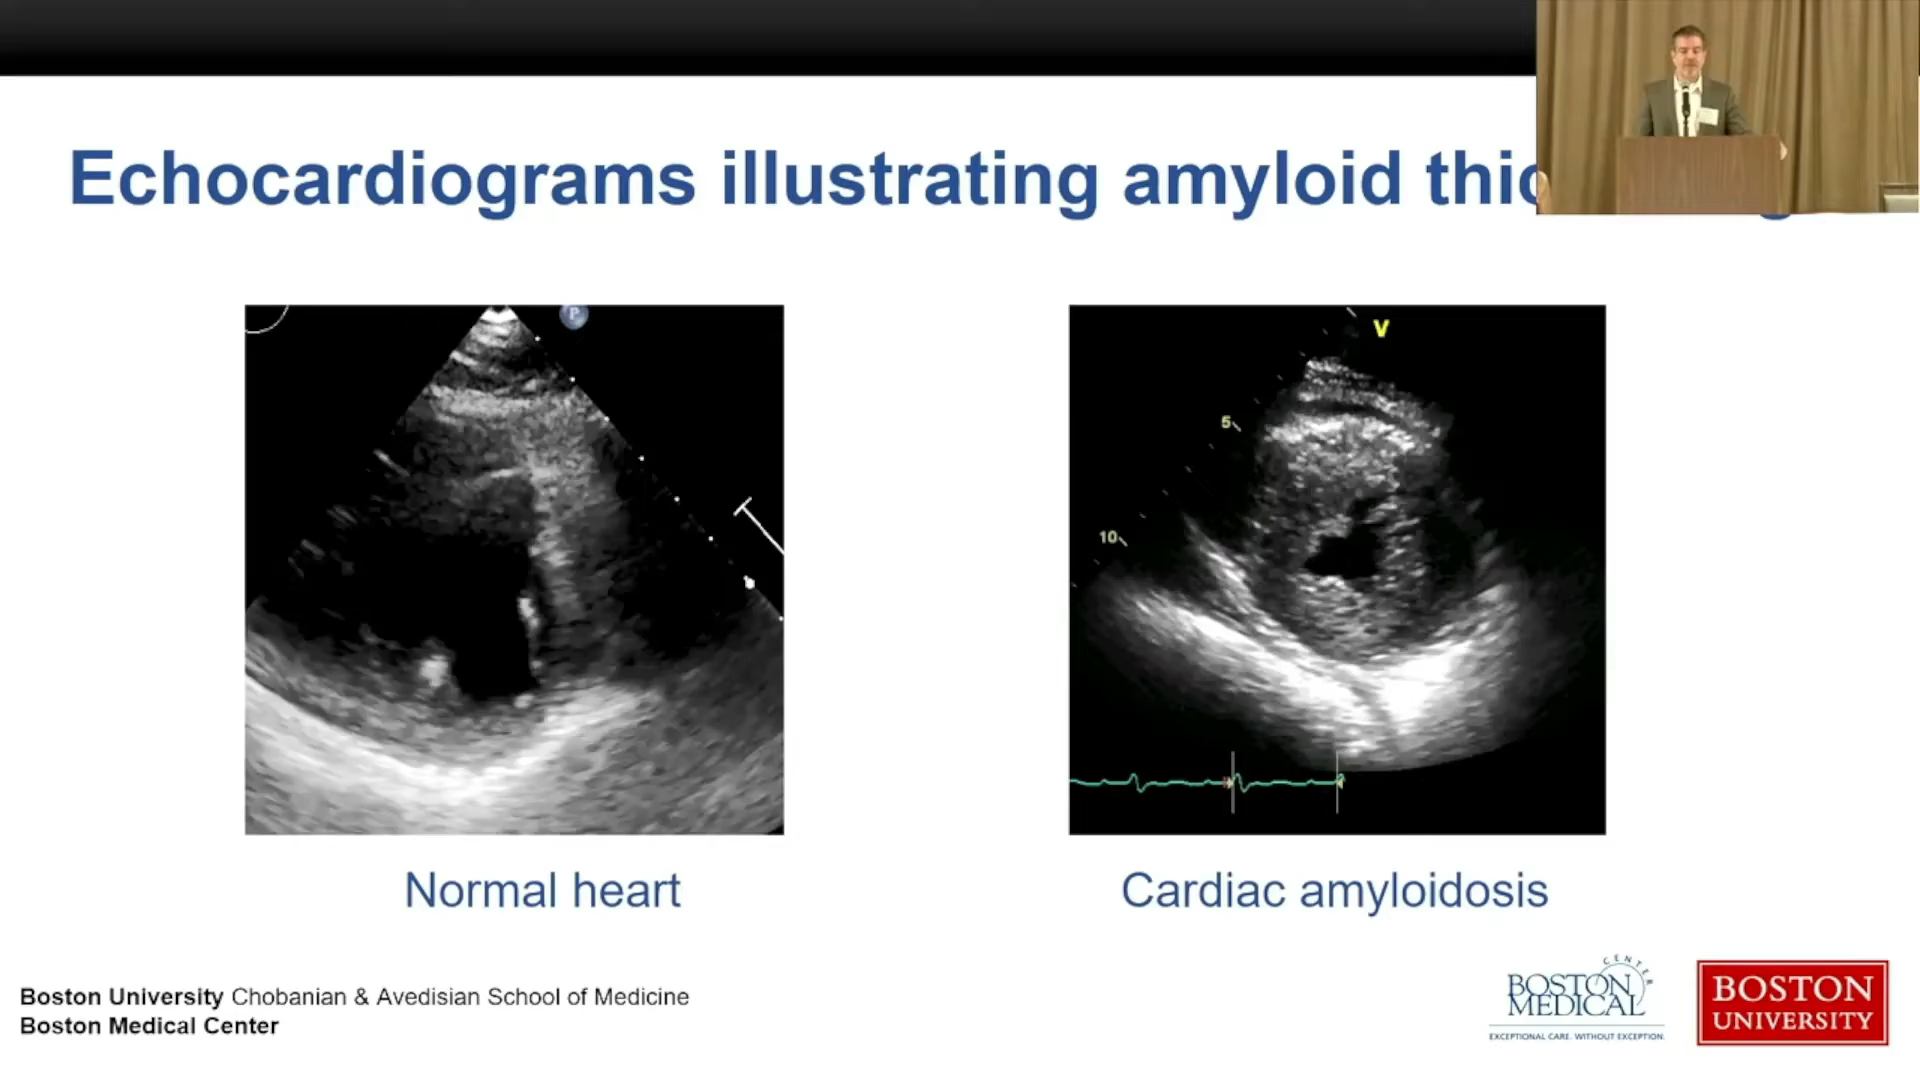 Echocardiograms illustrating amyloid
P
V
5
10
Normal heart
Cardiac amyloidosis
Boston University Chobanian & Avedisian School of Medicine
Boston Medical Center
BOSTON
MEDICAL
CENTER
EXCEPTIONAL CARE. WITHOUT EXCEPTION.
BOSTON
UNIVERSITY